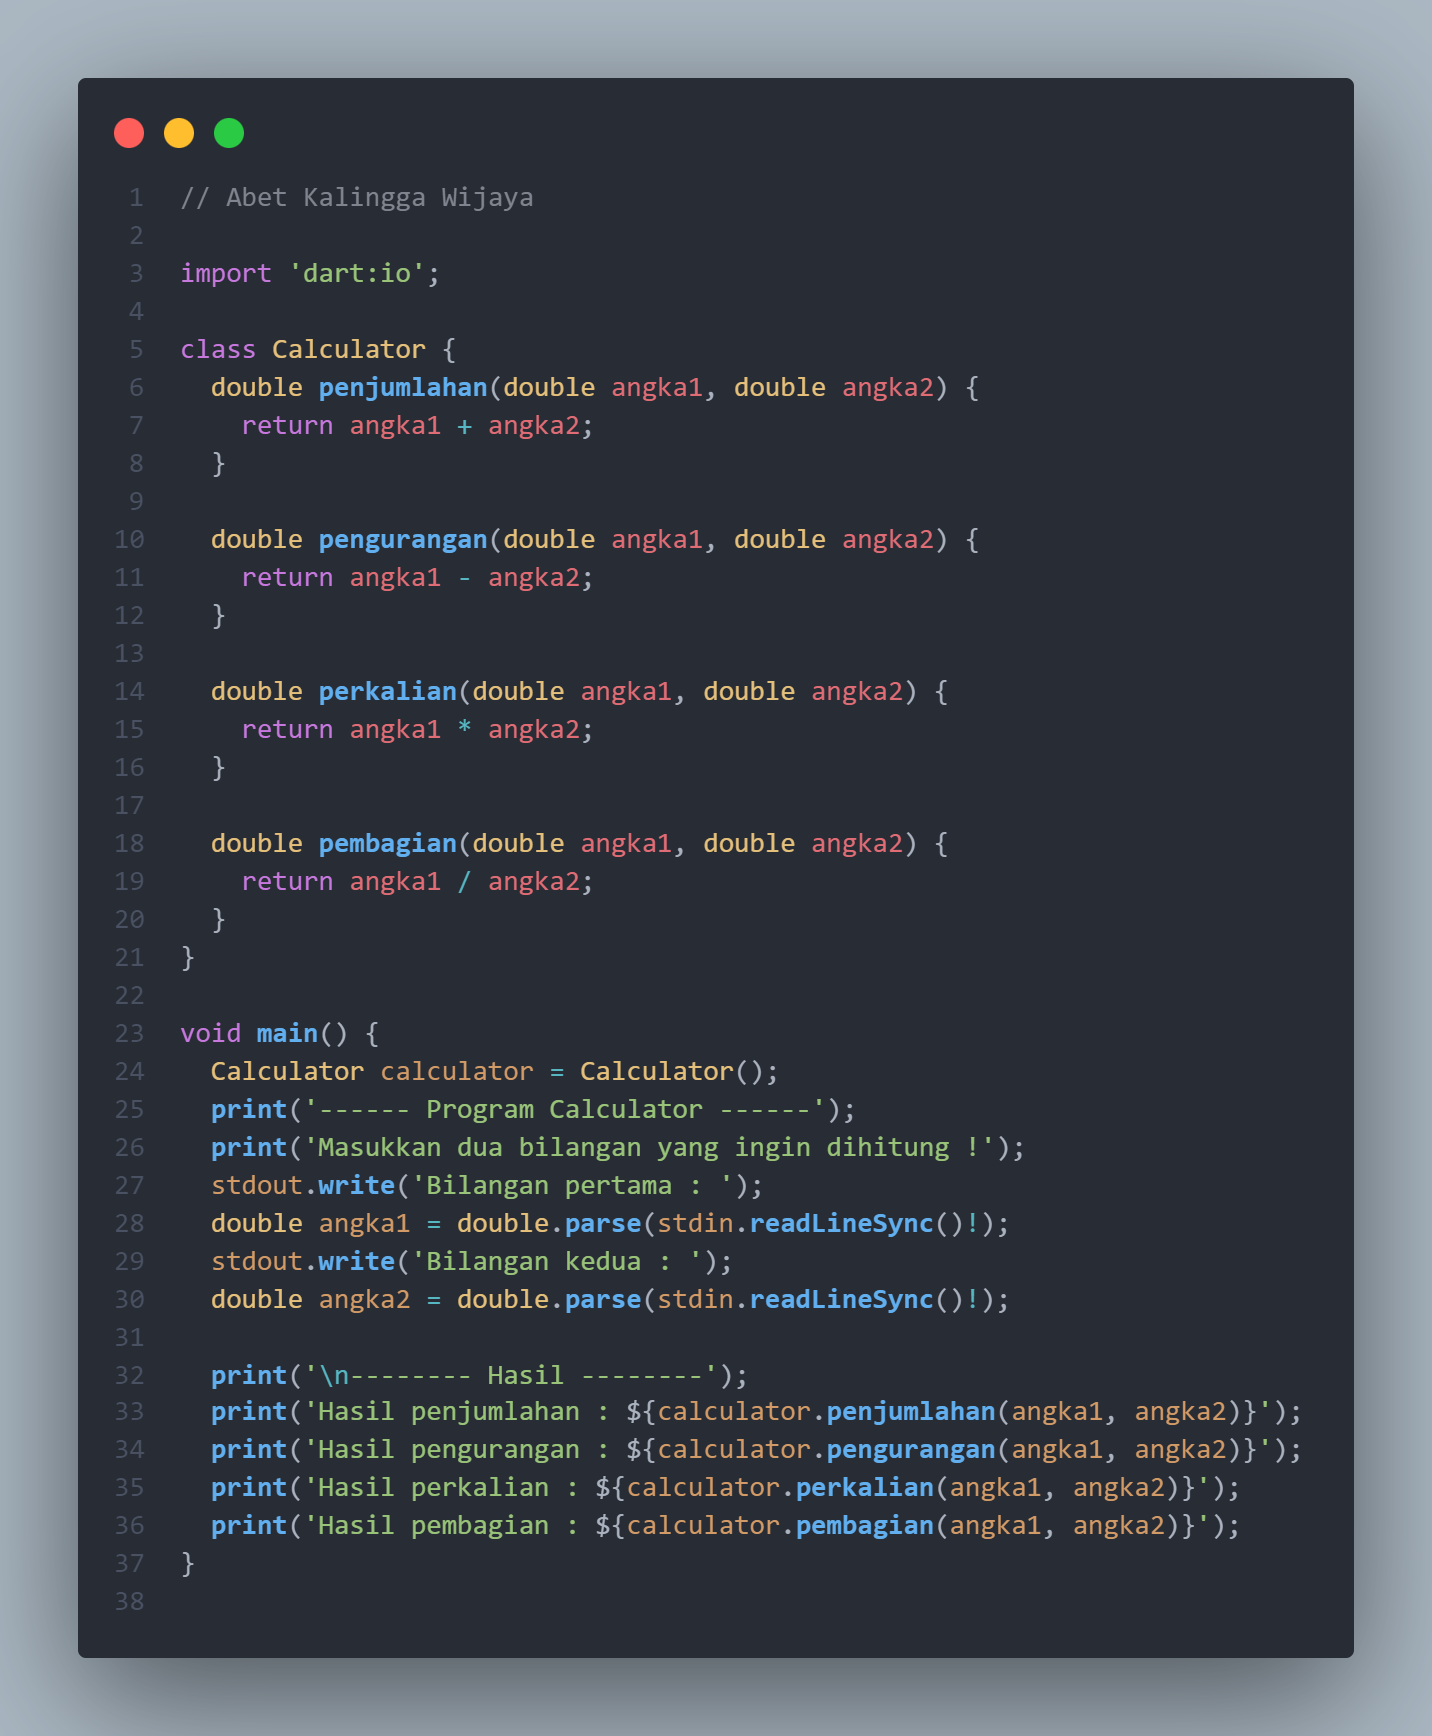 1 // Abet Kalingga Wijaya
2
3 import 'dart:io';
4
5 class Calculator {
6   double penjumlahan(double angka1, double angka2) {
7     return angka1 + angka2;
8   }
9
10   double pengurangan(double angka1, double angka2) {
11     return angka1 - angka2;
12   }
13
14   double perkalian(double angka1, double angka2) {
15     return angka1 * angka2;
16   }
17
18   double pembagian(double angka1, double angka2) {
19     return angka1 / angka2;
20   }
21 }
22
23 void main() {
24   Calculator calculator = Calculator();
25   print('------ Program Calculator ------');
26   print('Masukkan dua bilangan yang ingin dihitung !');
27   stdout.write('Bilangan pertama : ');
28   double angka1 = double.parse(stdin.readLineSync()!);
29   stdout.write('Bilangan kedua : ');
30   double angka2 = double.parse(stdin.readLineSync()!);
31
32   print('\n-------- Hasil --------');
33   print('Hasil penjumlahan : ${calculator.penjumlahan(angka1, angka2)}');
34   print('Hasil pengurangan : ${calculator.pengurangan(angka1, angka2)}');
35   print('Hasil perkalian : ${calculator.perkalian(angka1, angka2)}');
36   print('Hasil pembagian : ${calculator.pembagian(angka1, angka2)}');
37 }
38